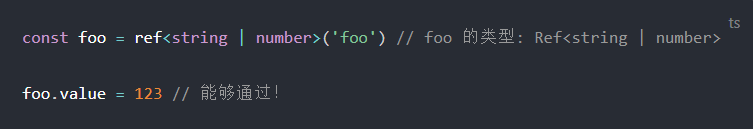 ts
const foo = ref<string | number>('foo') // foo 的类型: Ref<string | number>
foo.value = 123 // 能够通过!